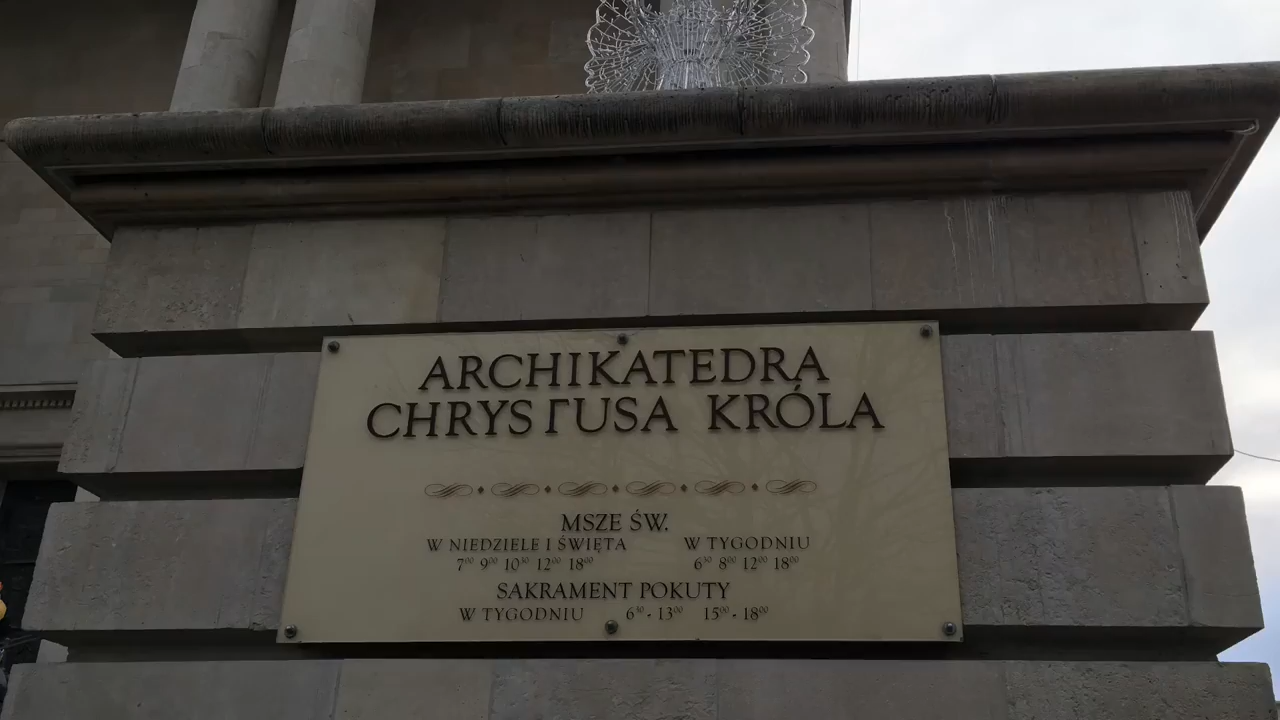 ARCHIKATEDRA
CHRYSTUSA KRÓLA
MSZE ŚW.
W NIEDZIELE I ŚWIĘTA W TYGODNIU
7⁰⁰ 9⁰⁰ 10³⁰ 12⁰⁰ 18⁰⁰ 6³⁰ 8⁰⁰ 12⁰⁰ 18⁰⁰
SAKRAMENT POKUTY
W TYGODNIU 6³⁰ - 13⁰⁰ 15⁰⁰ - 18⁰⁰